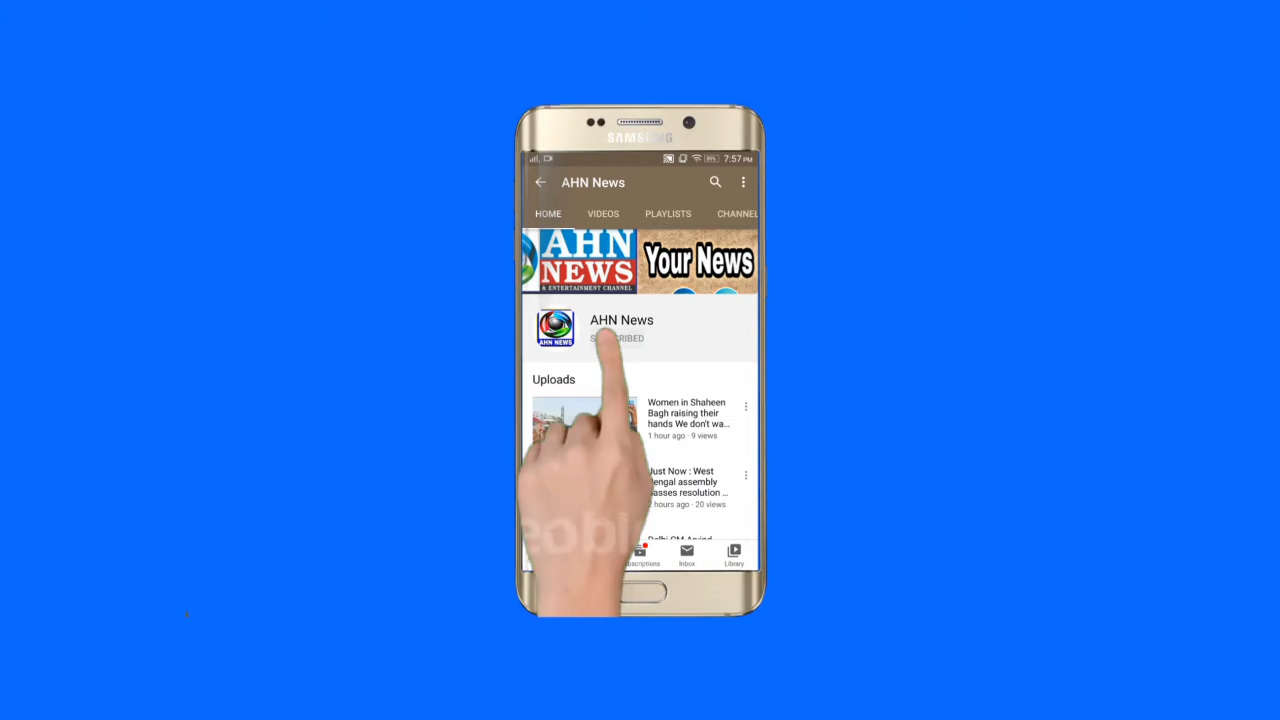 SAMSUNG
7:57 PM
AHN News
HOME VIDEOS PLAYLISTS CHANNEL
AHN
NEWS
& ENTERTAINMENT CHANNEL
Your News
AHN NEWS
AHN News
Uploads
Women in Shaheen
Bagh raising their
hands We don't wa...
1 hour ago · 9 views
Just Now : West
assembly
resolution ...
hours ago · 20 views
Inbox
Library